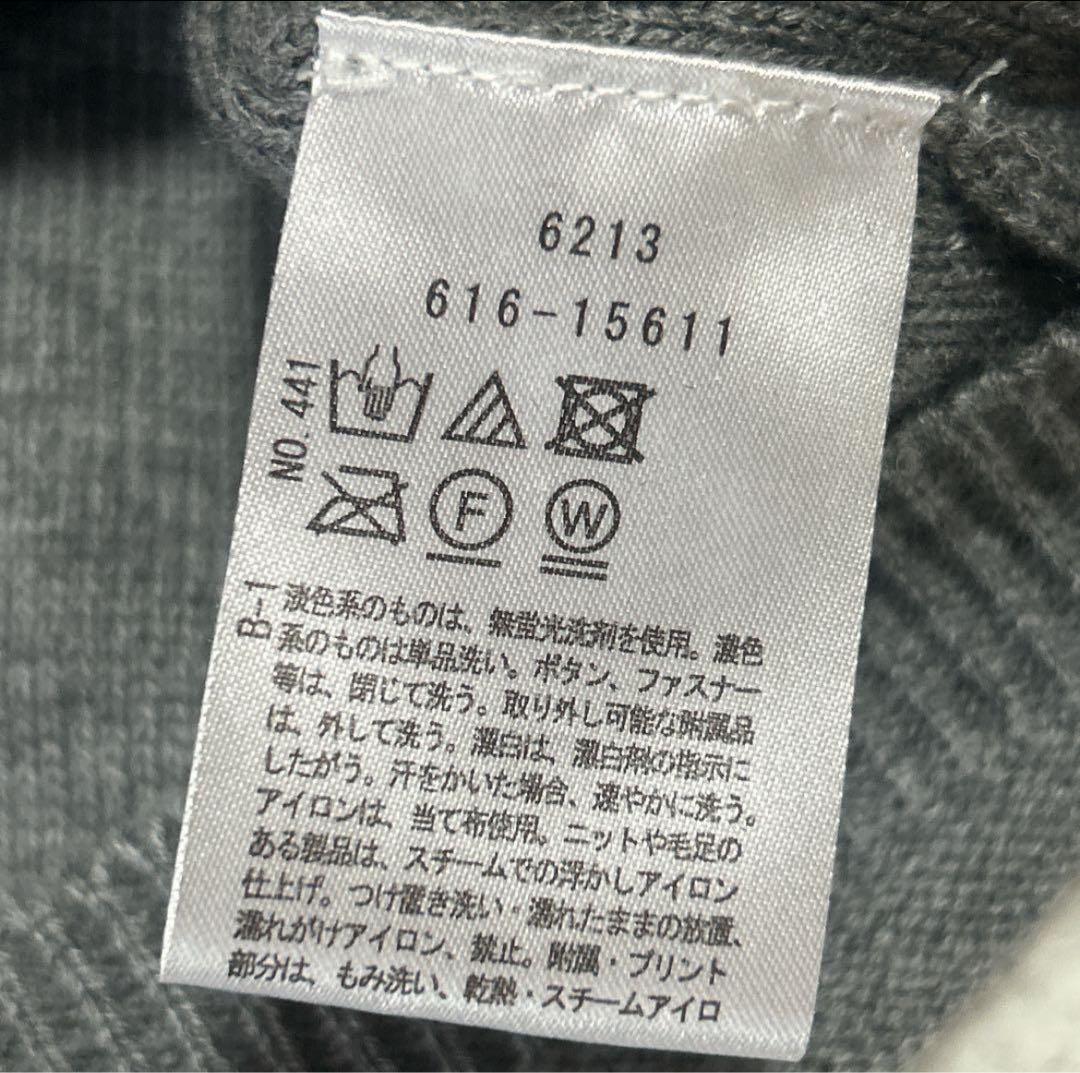 6213
616-15611
NO. 441
F W
B-1
淡色系のものは、無蛍光洗剤を使用。濃色
系のものは単品洗い。ボタン、ファスナー
等は、閉じて洗う。取り外し可能な附属品
は、外して洗う。漂白は、漂白剤の指示に
したがう。汗をかいた場合、速やかに洗う。
アイロンは、当て布使用。ニットや毛足の
ある製品は、スチームでの浮かしアイロン
仕上げ。つけ置き洗い・濡れたままの放置、
濡れがけアイロン、禁止。附属・プリント
部分は、もみ洗い、乾熱・スチームアイロ